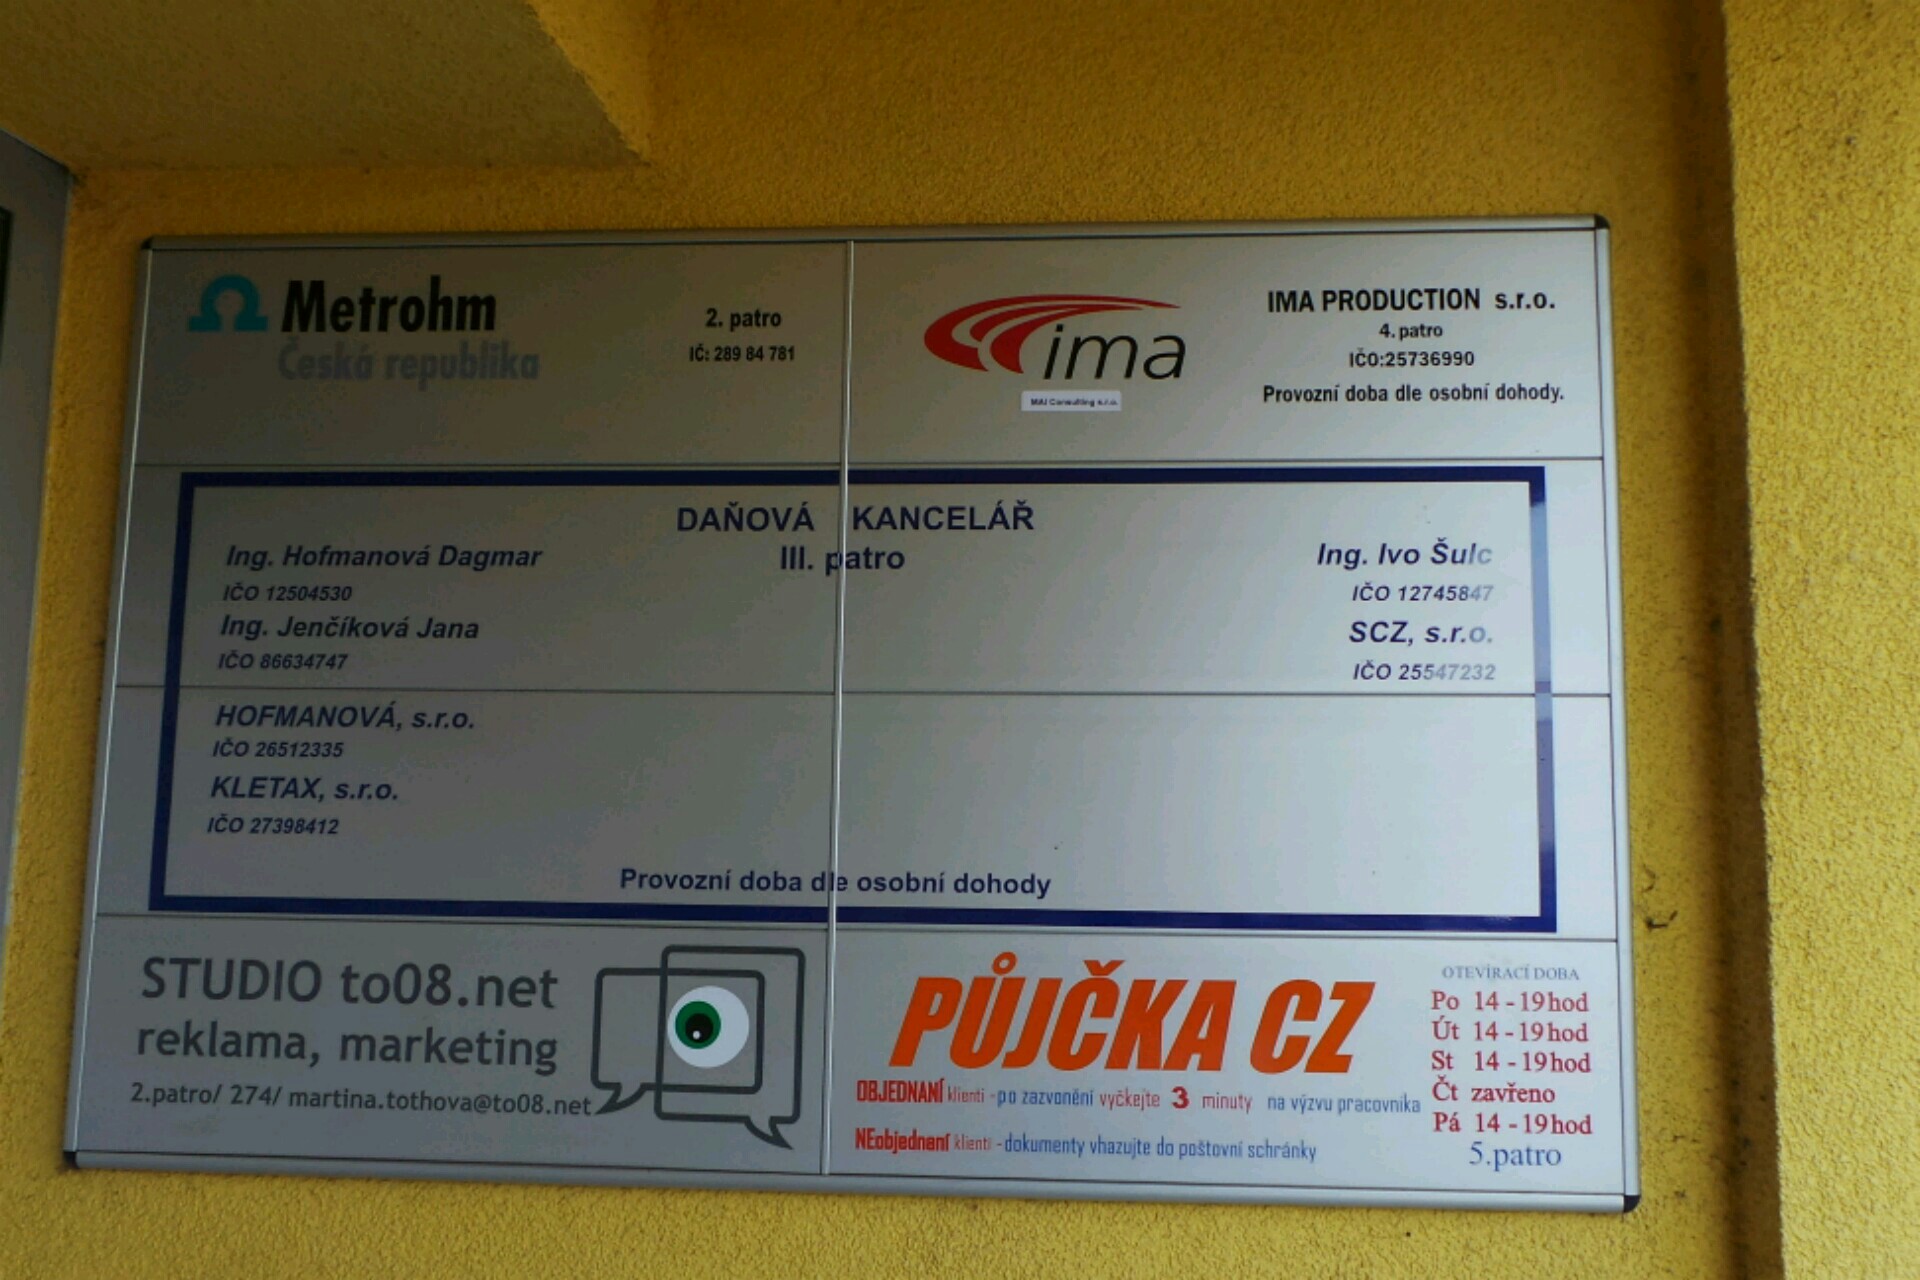 Metrohm
Česká republika
2. patro
IČ: 289 84 781
ima
MAI Consulting s.r.o.
IMA PRODUCTION s.r.o.
4. patro
IČO:25736990
Provozní doba dle osobní dohody.
DAŇOVÁ KANCELÁŘ
III. patro
Ing. Hofmanová Dagmar
IČO 12504530
Ing. Jenčíková Jana
IČO 86634747
HOFMANOVÁ, s.r.o.
IČO 26512335
KLETAX, s.r.o.
IČO 27398412
Ing. Ivo Šulc
IČO 12745847
SCZ, s.r.o.
IČO 25547232
Provozní doba dle osobní dohody
STUDIO to08.net
reklama, marketing
2.patro/ 274/ martina.tothova@to08.net
PŮJČKA CZ
OBJEDNANÍ klienti -po zazvonění vyčkejte 3 minuty na výzvu pracovníka
NEobjednaní klienti -dokumenty vhazujte do poštovní schránky
OTEVÍRACÍ DOBA
Po 14 - 19hod
Út 14 - 19hod
St 14 - 19hod
Čt zavřeno
Pá 14 - 19hod
5.patro